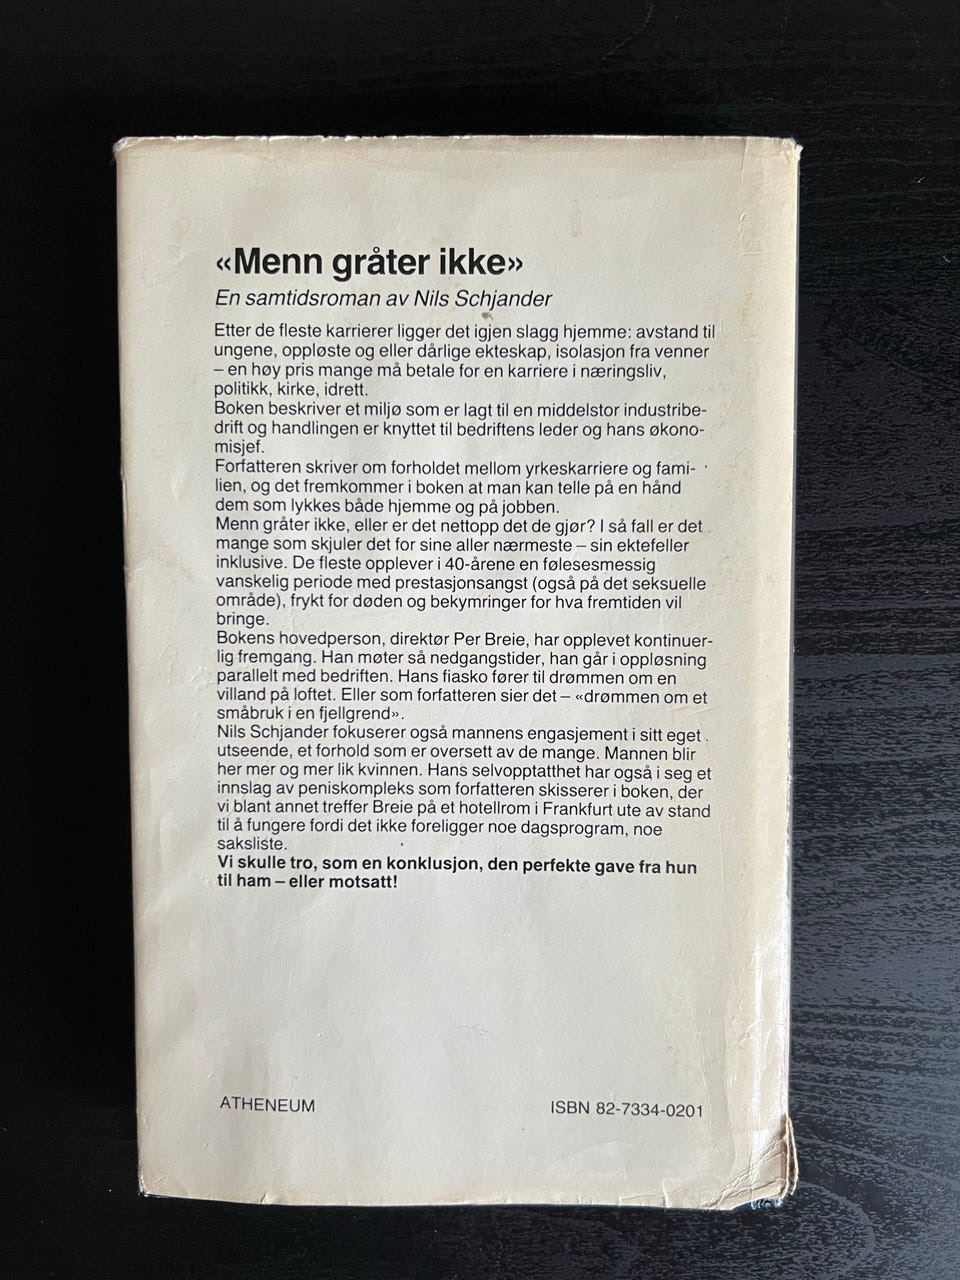 «Menn gråter ikke»
En samtidsroman av Nils Schjander
Etter de fleste karrierer ligger det igjen slagg hjemme: avstand til
ungene, oppløste og eller dårlige ekteskap, isolasjon fra venner
– en høy pris mange må betale for en karriere i næringsliv,
politikk, kirke, idrett.
Boken beskriver et miljø som er lagt til en middelstor industribe-
drift og handlingen er knyttet til bedriftens leder og hans økono-
misjef.
Forfatteren skriver om forholdet mellom yrkeskarriere og fami-
lien, og det fremkommer i boken at man kan telle på en hånd
dem som lykkes både hjemme og på jobben.
Menn gråter ikke, eller er det nettopp det de gjør? I så fall er det
mange som skjuler det for sine aller nærmeste – sin ektefeller
inklusive. De fleste opplever i 40-årene en følesesmessig
vanskelig periode med prestasjonsangst (også på det seksuelle
område), frykt for døden og bekymringer for hva fremtiden vil
bringe.
Bokens hovedperson, direktør Per Breie, har opplevet kontinuer-
lig fremgang. Han møter så nedgangstider, han går i oppløsning
parallelt med bedriften. Hans fiasko fører til drømmen om en
villand på loftet. Eller som forfatteren sier det – «drømmen om et
småbruk i en fjellgrend».
Nils Schjander fokuserer også mannens engasjement i sitt eget
utseende, et forhold som er oversett av de mange. Mannen blir
her mer og mer lik kvinnen. Hans selvopptatthet har også i seg et
innslag av peniskompleks som forfatteren skisserer i boken, der
vi blant annet treffer Breie på et hotellrom i Frankfurt ute av stand
til å fungere fordi det ikke foreligger noe dagsprogram, noe
saksliste.
Vi skulle tro, som en konklusjon, den perfekte gave fra hun
til ham – eller motsatt!
ATHENEUM
ISBN 82-7334-0201